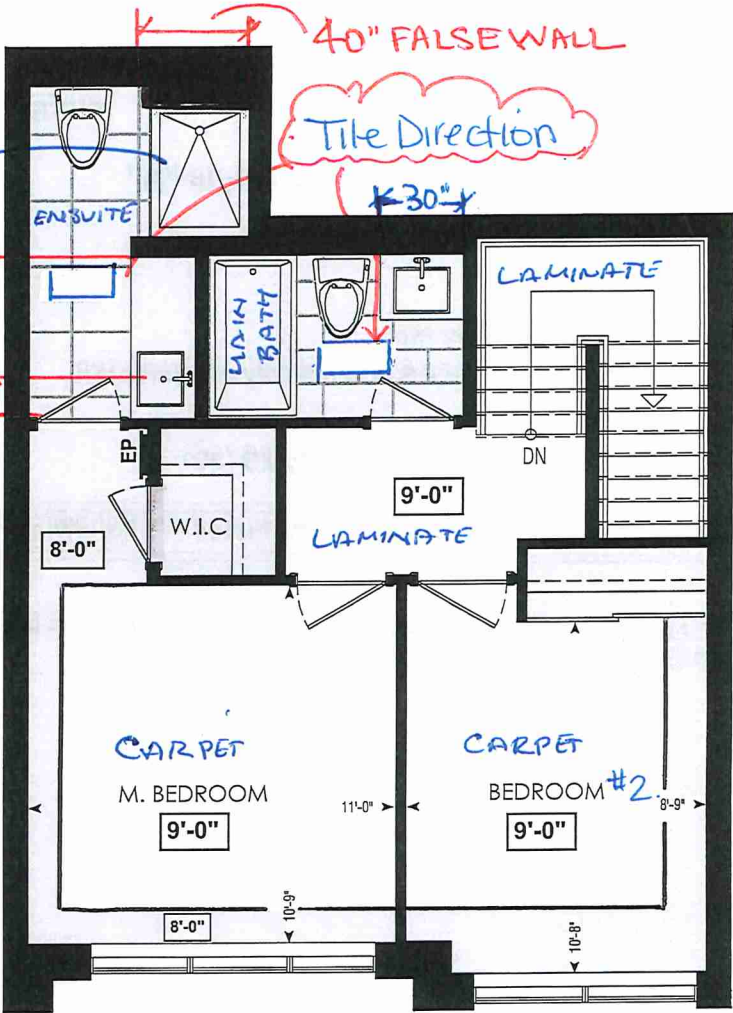 40" FALSE WALL
Tile Direction
30"
ENSUITE
LAMINATE
MAIN
BATH
EP
DN
9'-0"
W.I.C
LAMINATE
8'-0"
CARPET
CARPET
M. BEDROOM
BEDROOM #2.
11'-0"
8'-9"
9'-0"
9'-0"
8'-0"
10'-9"
10'-8"